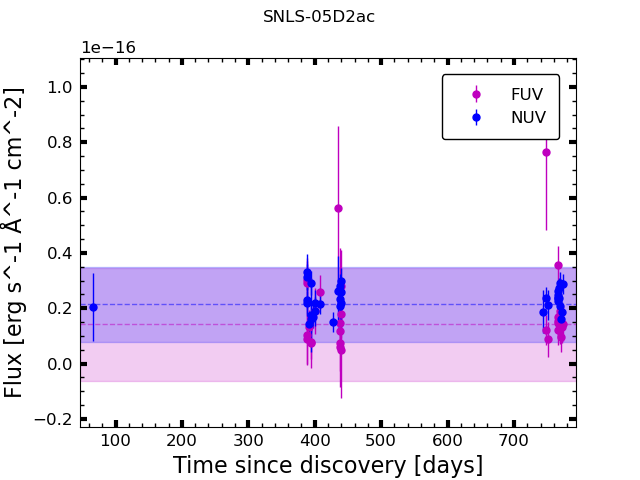 SNLS-05D2ac
1e−16
FUV
NUV
1.0
0.8
0.6
0.4
0.2
0.0
−0.2
Flux [erg s^-1 Å^-1 cm^-2]
100 200 300 400 500 600 700
Time since discovery [days]